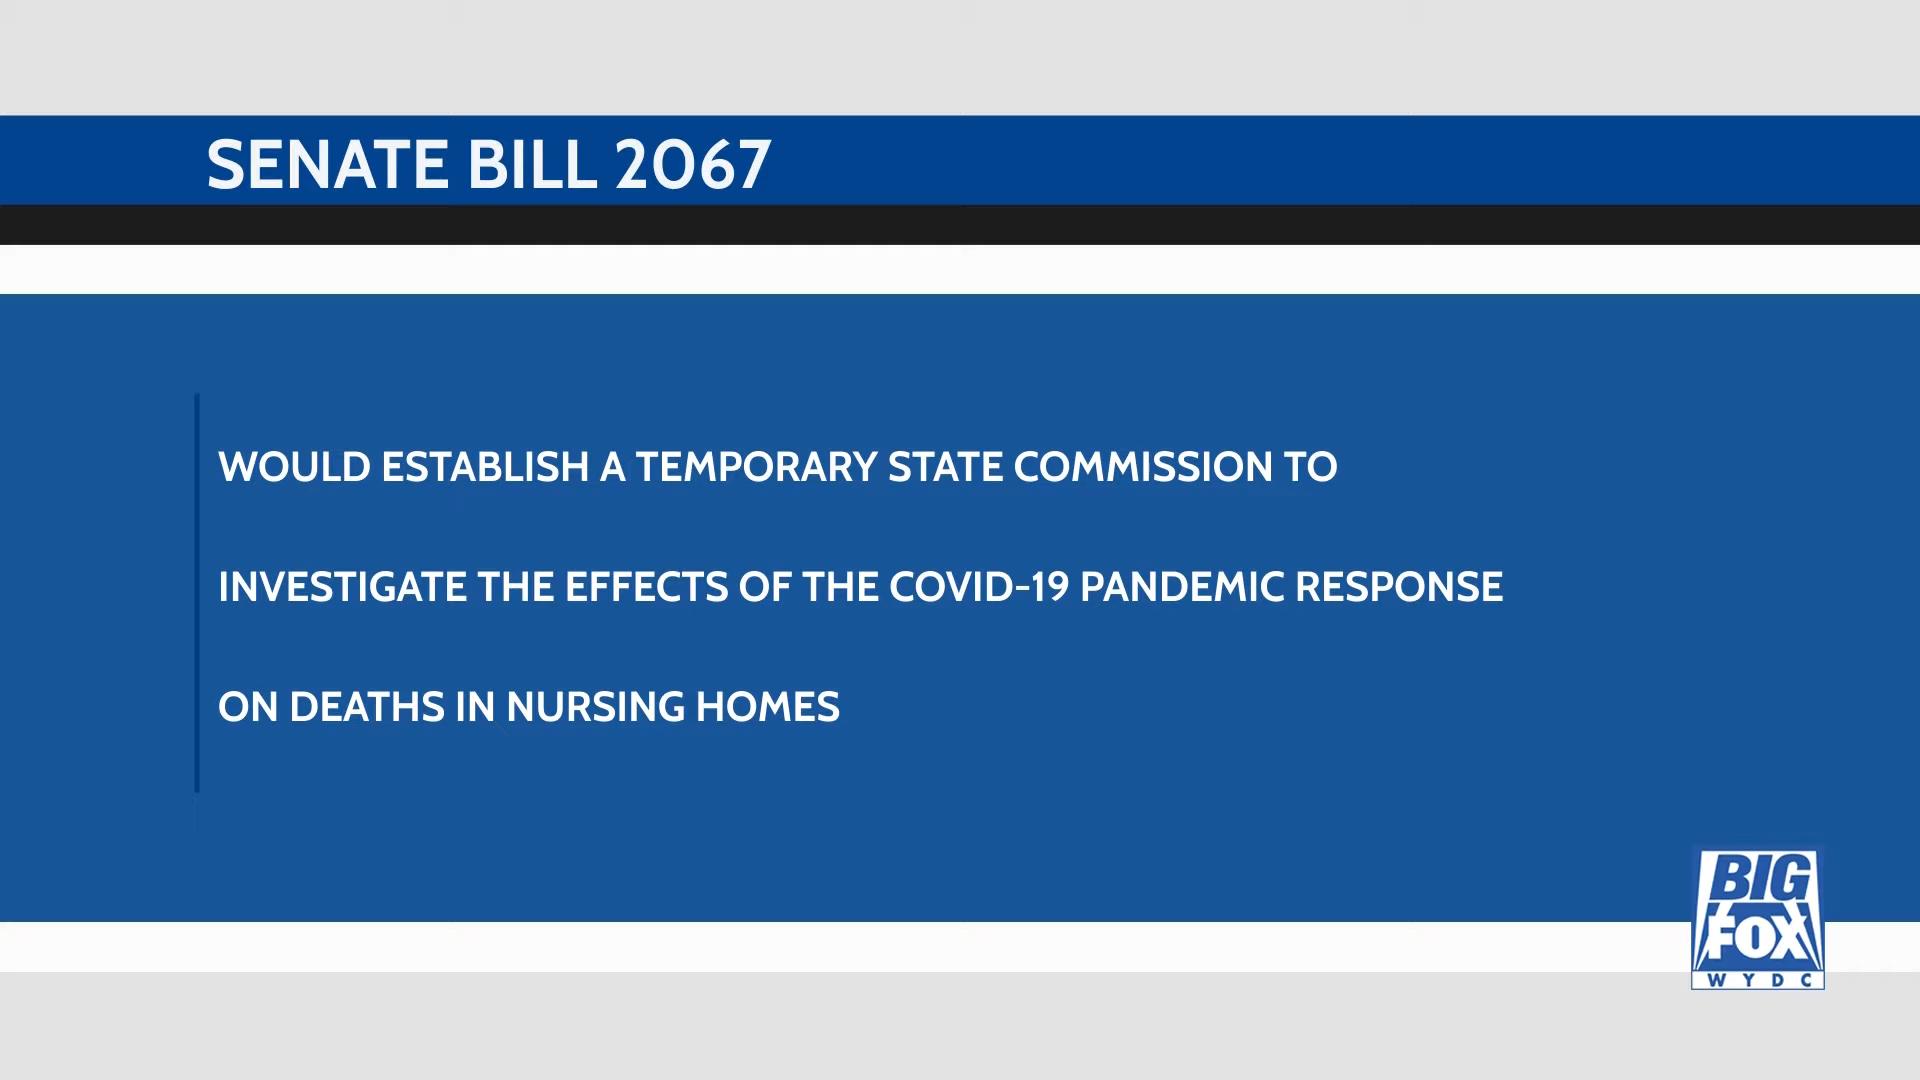 SENATE BILL 2067
WOULD ESTABLISH A TEMPORARY STATE COMMISSION TO
INVESTIGATE THE EFFECTS OF THE COVID-19 PANDEMIC RESPONSE
ON DEATHS IN NURSING HOMES
BIG
FOX
WYDC